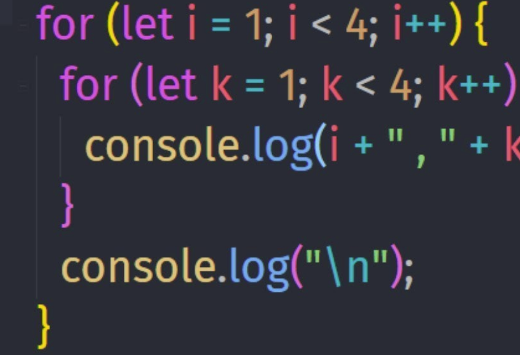 for (let i = 1; i < 4; i++) {
for (let k = 1; k < 4; k++)
console.log(i + " , " + k
}
console.log("\n");
}